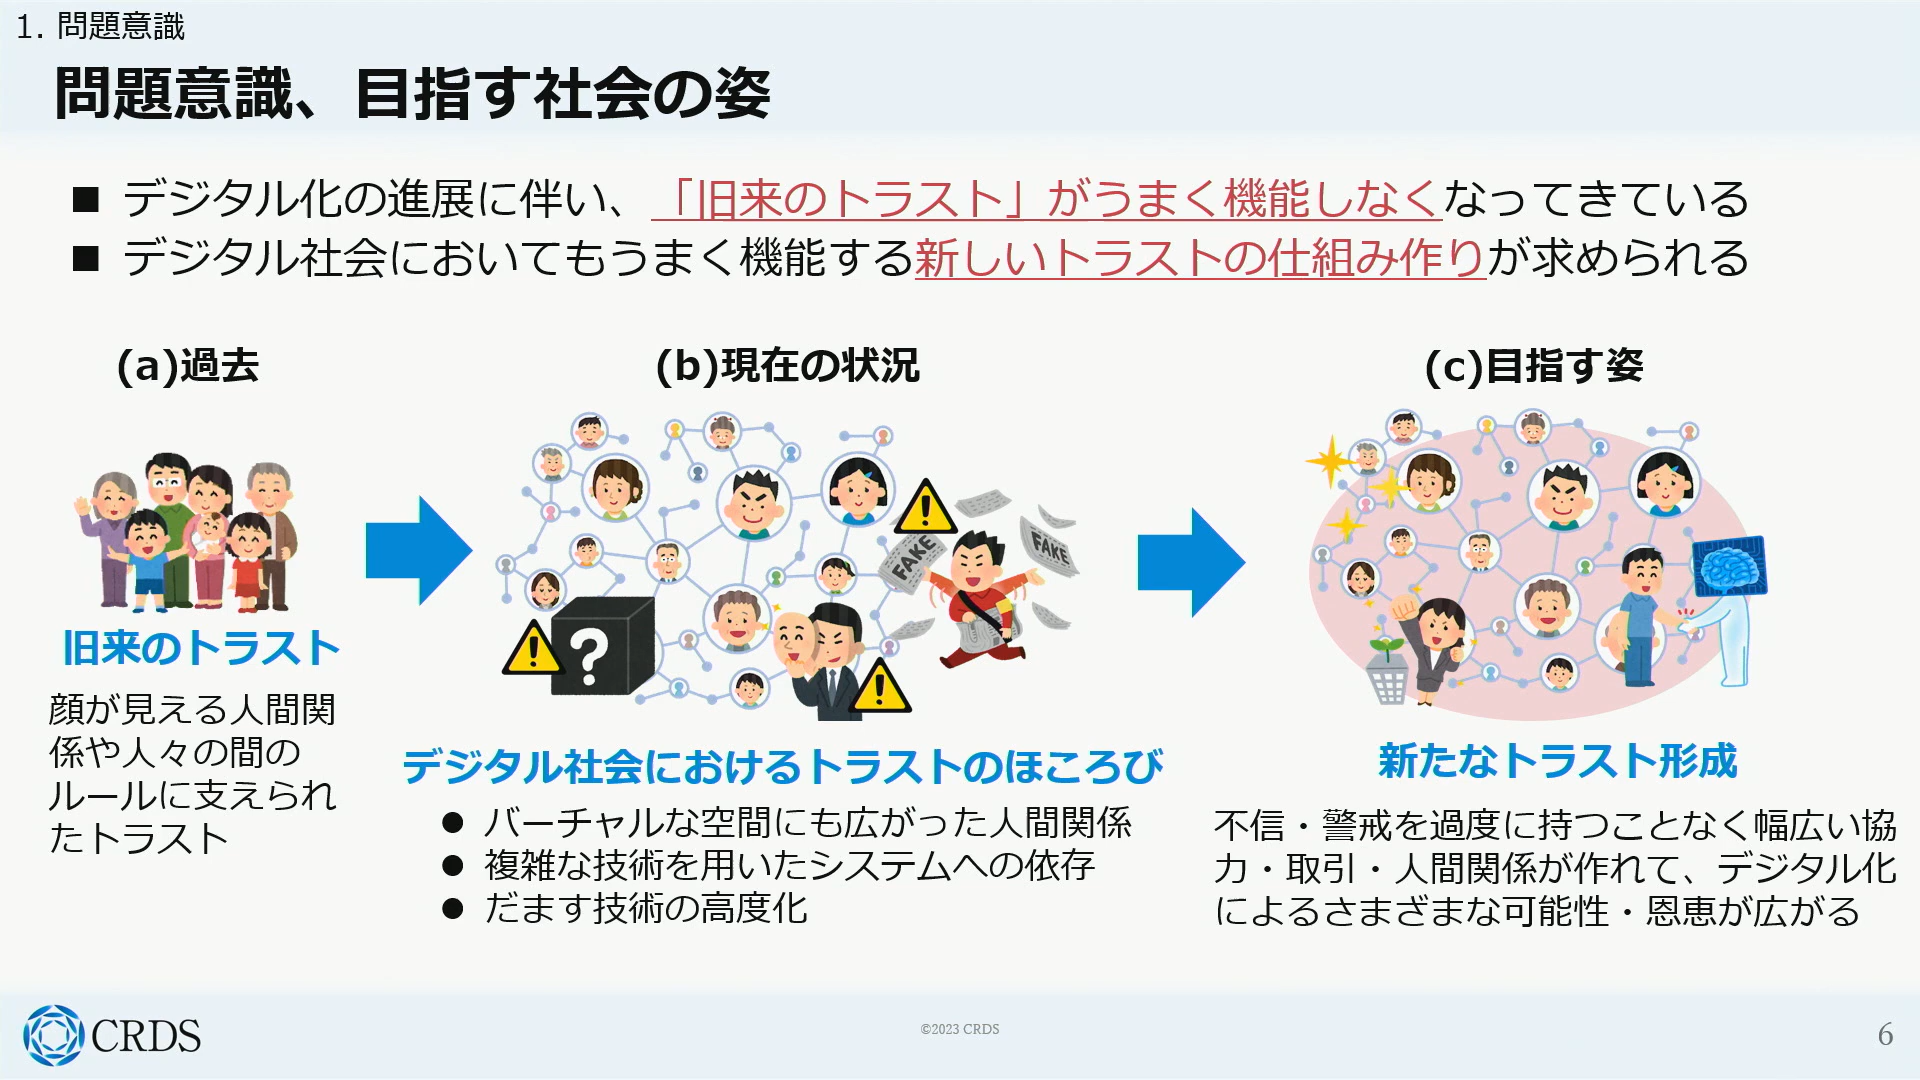 1. 問題意識
問題意識、目指す社会の姿
■ デジタル化の進展に伴い、「旧来のトラスト」がうまく機能しなくなってきている
■ デジタル社会においてもうまく機能する新しいトラストの仕組み作りが求められる
(a)過去
旧来のトラスト
顔が見える人間関
係や人々の間の
ルールに支えられ
たトラスト
(b)現在の状況
!
FAKE
FAKE
!
?
!
デジタル社会におけるトラストのほころび
● バーチャルな空間にも広がった人間関係
● 複雑な技術を用いたシステムへの依存
● だます技術の高度化
(c)目指す姿
新たなトラスト形成
不信・警戒を過度に持つことなく幅広い協
力・取引・人間関係が作れて、デジタル化
によるさまざまな可能性・恩恵が広がる
CRDS
©2023 CRDS
6